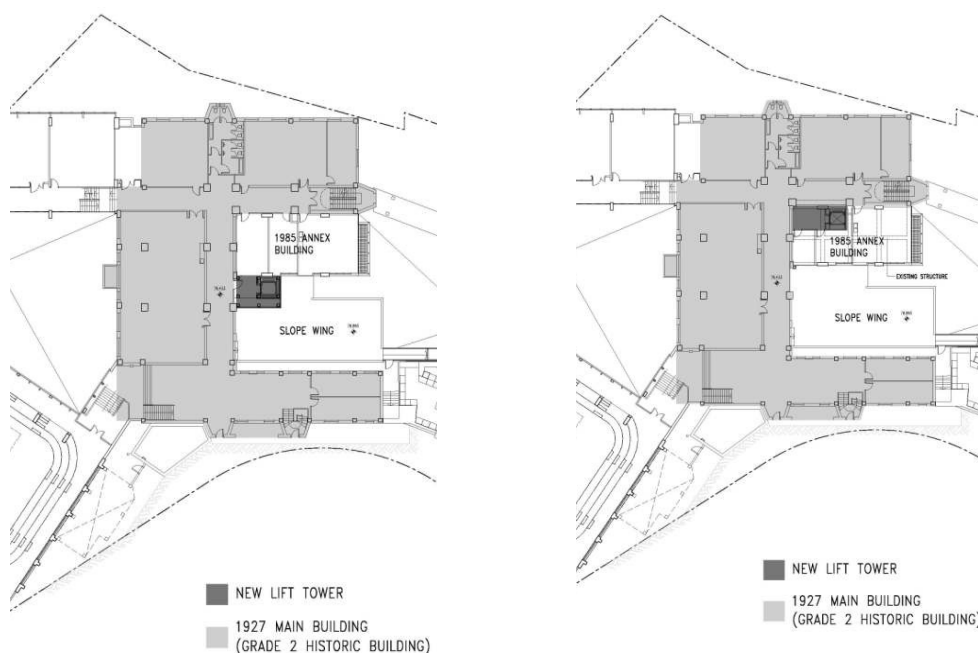 1985 ANNEX
BUILDING
SLOPE WING
NEW LIFT TOWER
1927 MAIN BUILDING
(GRADE 2 HISTORIC BUILDING)
1985 ANNEX
BUILDING
EXISTING STRUCTURE
SLOPE WING
NEW LIFT TOWER
1927 MAIN BUILDING
(GRADE 2 HISTORIC BUILDING)